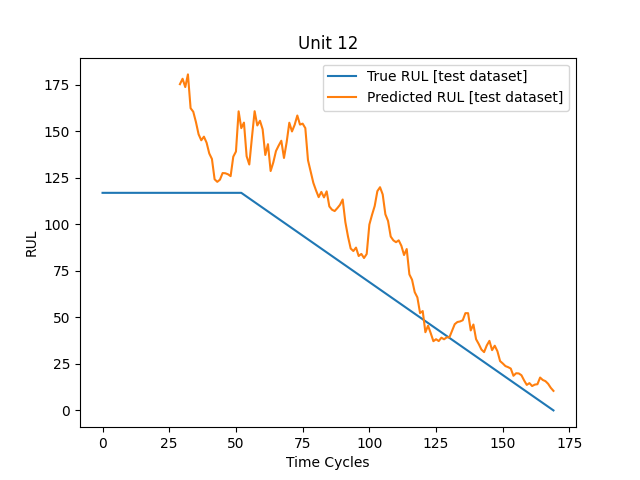 Unit 12
True RUL [test dataset]
Predicted RUL [test dataset]
RUL
175
150
125
100
75
50
25
0
0 25 50 75 100 125 150 175
Time Cycles